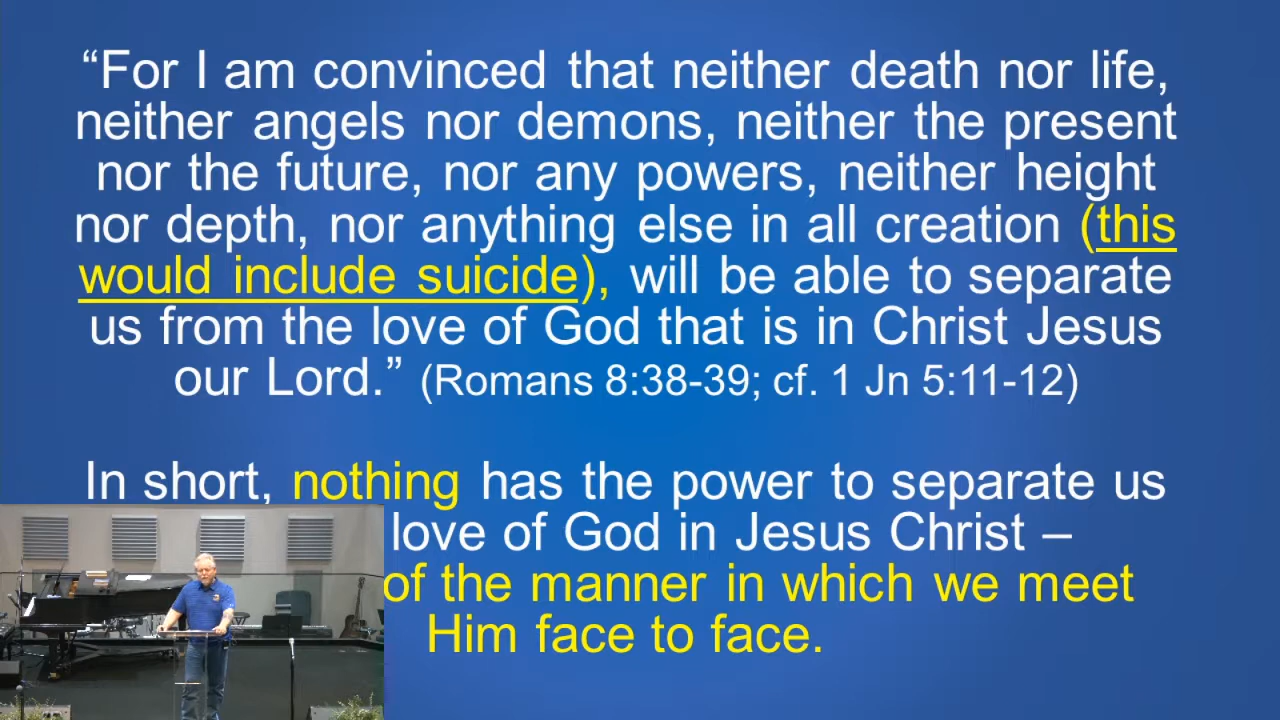 “For I am convinced that neither death nor life,
neither angels nor demons, neither the present
nor the future, nor any powers, neither height
nor depth, nor anything else in all creation (this
would include suicide), will be able to separate
us from the love of God that is in Christ Jesus
our Lord.” (Romans 8:38-39; cf. 1 Jn 5:11-12)
In short, nothing has the power to separate us
love of God in Jesus Christ –
of the manner in which we meet
Him face to face.